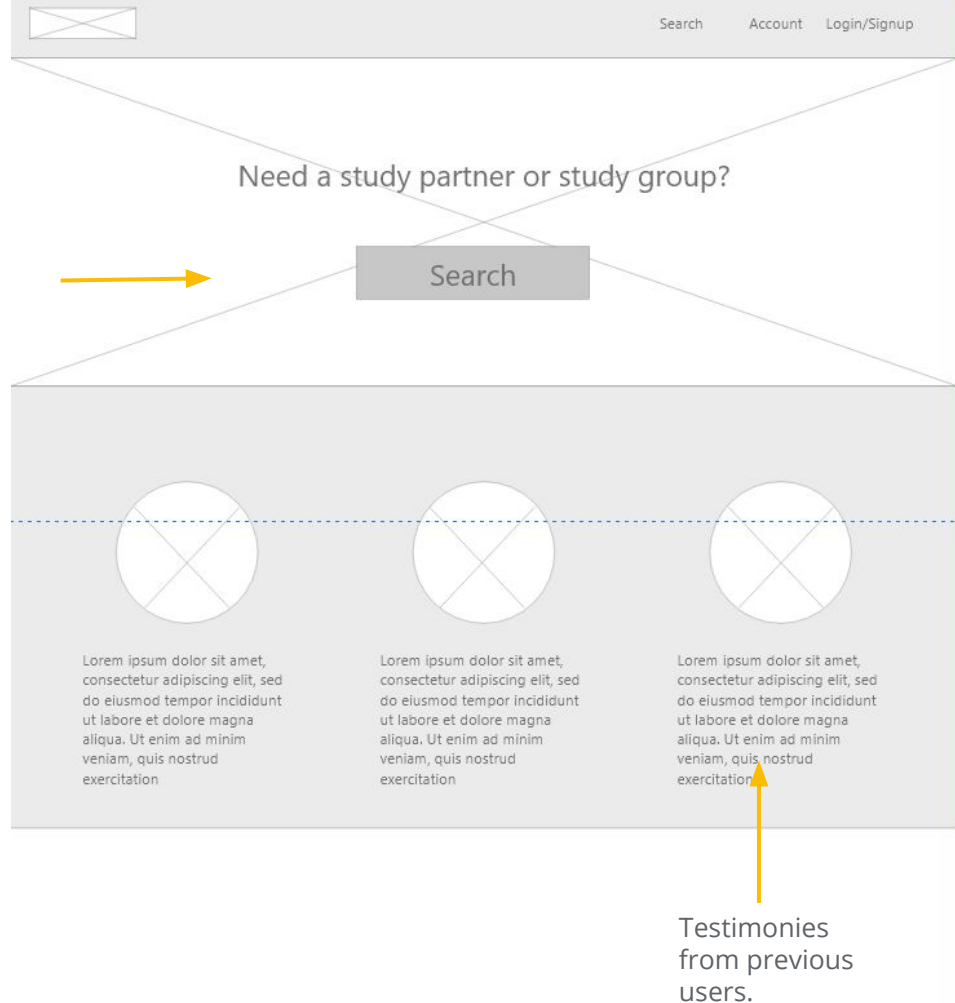 Search Account Login/Signup
Need a study partner or study group?
Search
Lorem ipsum dolor sit amet,
consectetur adipiscing elit, sed
do eiusmod tempor incididunt
ut labore et dolore magna
aliqua. Ut enim ad minim
veniam, quis nostrud
exercitation
Lorem ipsum dolor sit amet,
consectetur adipiscing elit, sed
do eiusmod tempor incididunt
ut labore et dolore magna
aliqua. Ut enim ad minim
veniam, quis nostrud
exercitation
Lorem ipsum dolor sit amet,
consectetur adipiscing elit, sed
do eiusmod tempor incididunt
ut labore et dolore magna
aliqua. Ut enim ad minim
veniam, quis nostrud
exercitation
Testimonies
from previous
users.